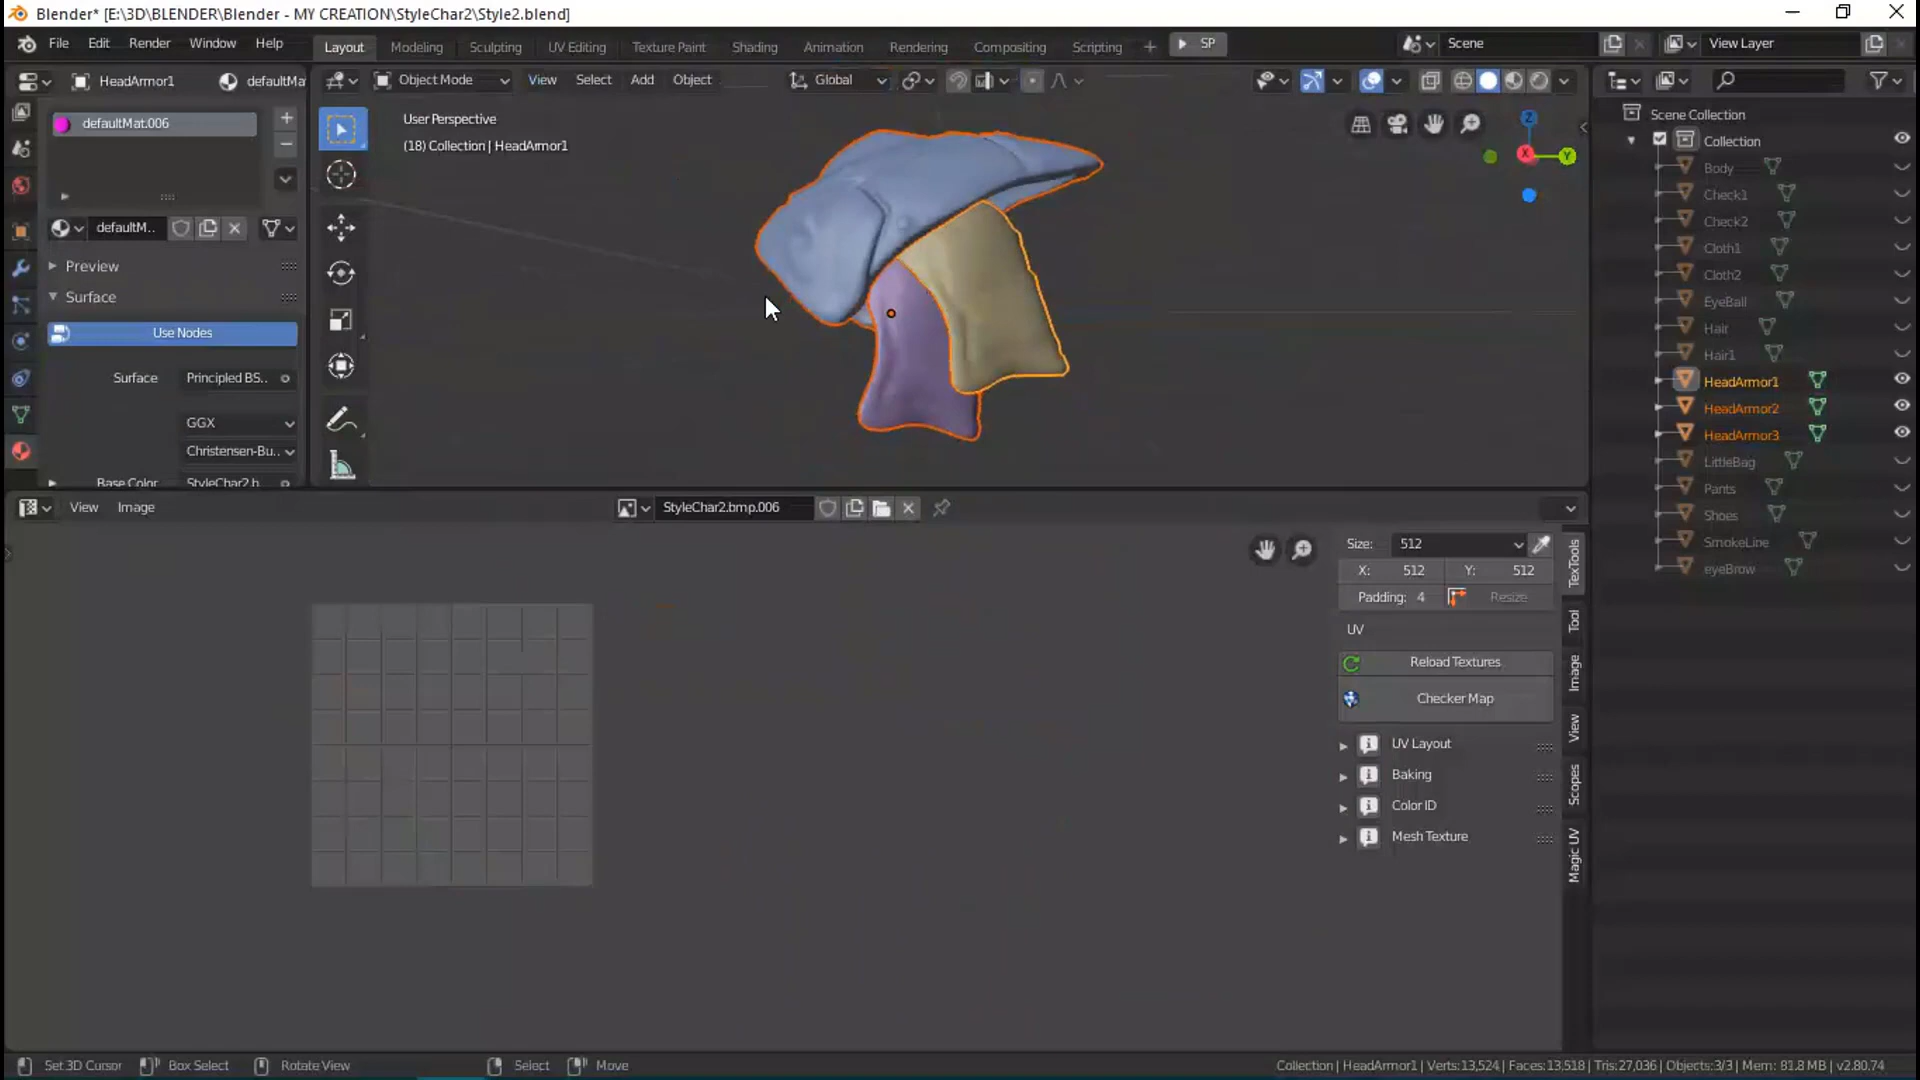 Blender* [E:\3D\BLENDER\Blender - MY CREATION\StyleChar2\Style2.blend]
File Edit Render Window Help
Layout Modeling Sculpting UV Editing Texture Paint Shading Animation Rendering Compositing Scripting + SP
Scene View Layer
HeadArmor1 defaultMa
Object Mode View Select Add Object Global
defaultMat.006
User Perspective
(18) Collection | HeadArmor1
defaultM..
Preview
Surface
Use Nodes
Surface Principled BS..
GGX
Christensen-Bu..
Base Color StyleChar2.b
Z
X
Y
Scene Collection
Collection
Body
Check1
Check2
Cloth1
Cloth2
EyeBall
Hair
Hair1
HeadArmor1
HeadArmor2
HeadArmor3
LittleBag
Pants
Shoes
SmokeLine
eyeBrow
View Image StyleChar2.bmp.006
Size: 512
X: 512 Y: 512
Padding: 4 Resize
UV
Reload Textures
Checker Map
UV Layout
Baking
Color ID
Mesh Texture
TexTools
Tool
Image
View
Scopes
Magic UV
Set 3D Cursor Box Select Rotate View Select Move
Collection | HeadArmor1 | Verts:13,524 | Faces:13,518 | Tris:27,036 | Objects:3/3 | Mem: 81.8 MB | v2.80.74